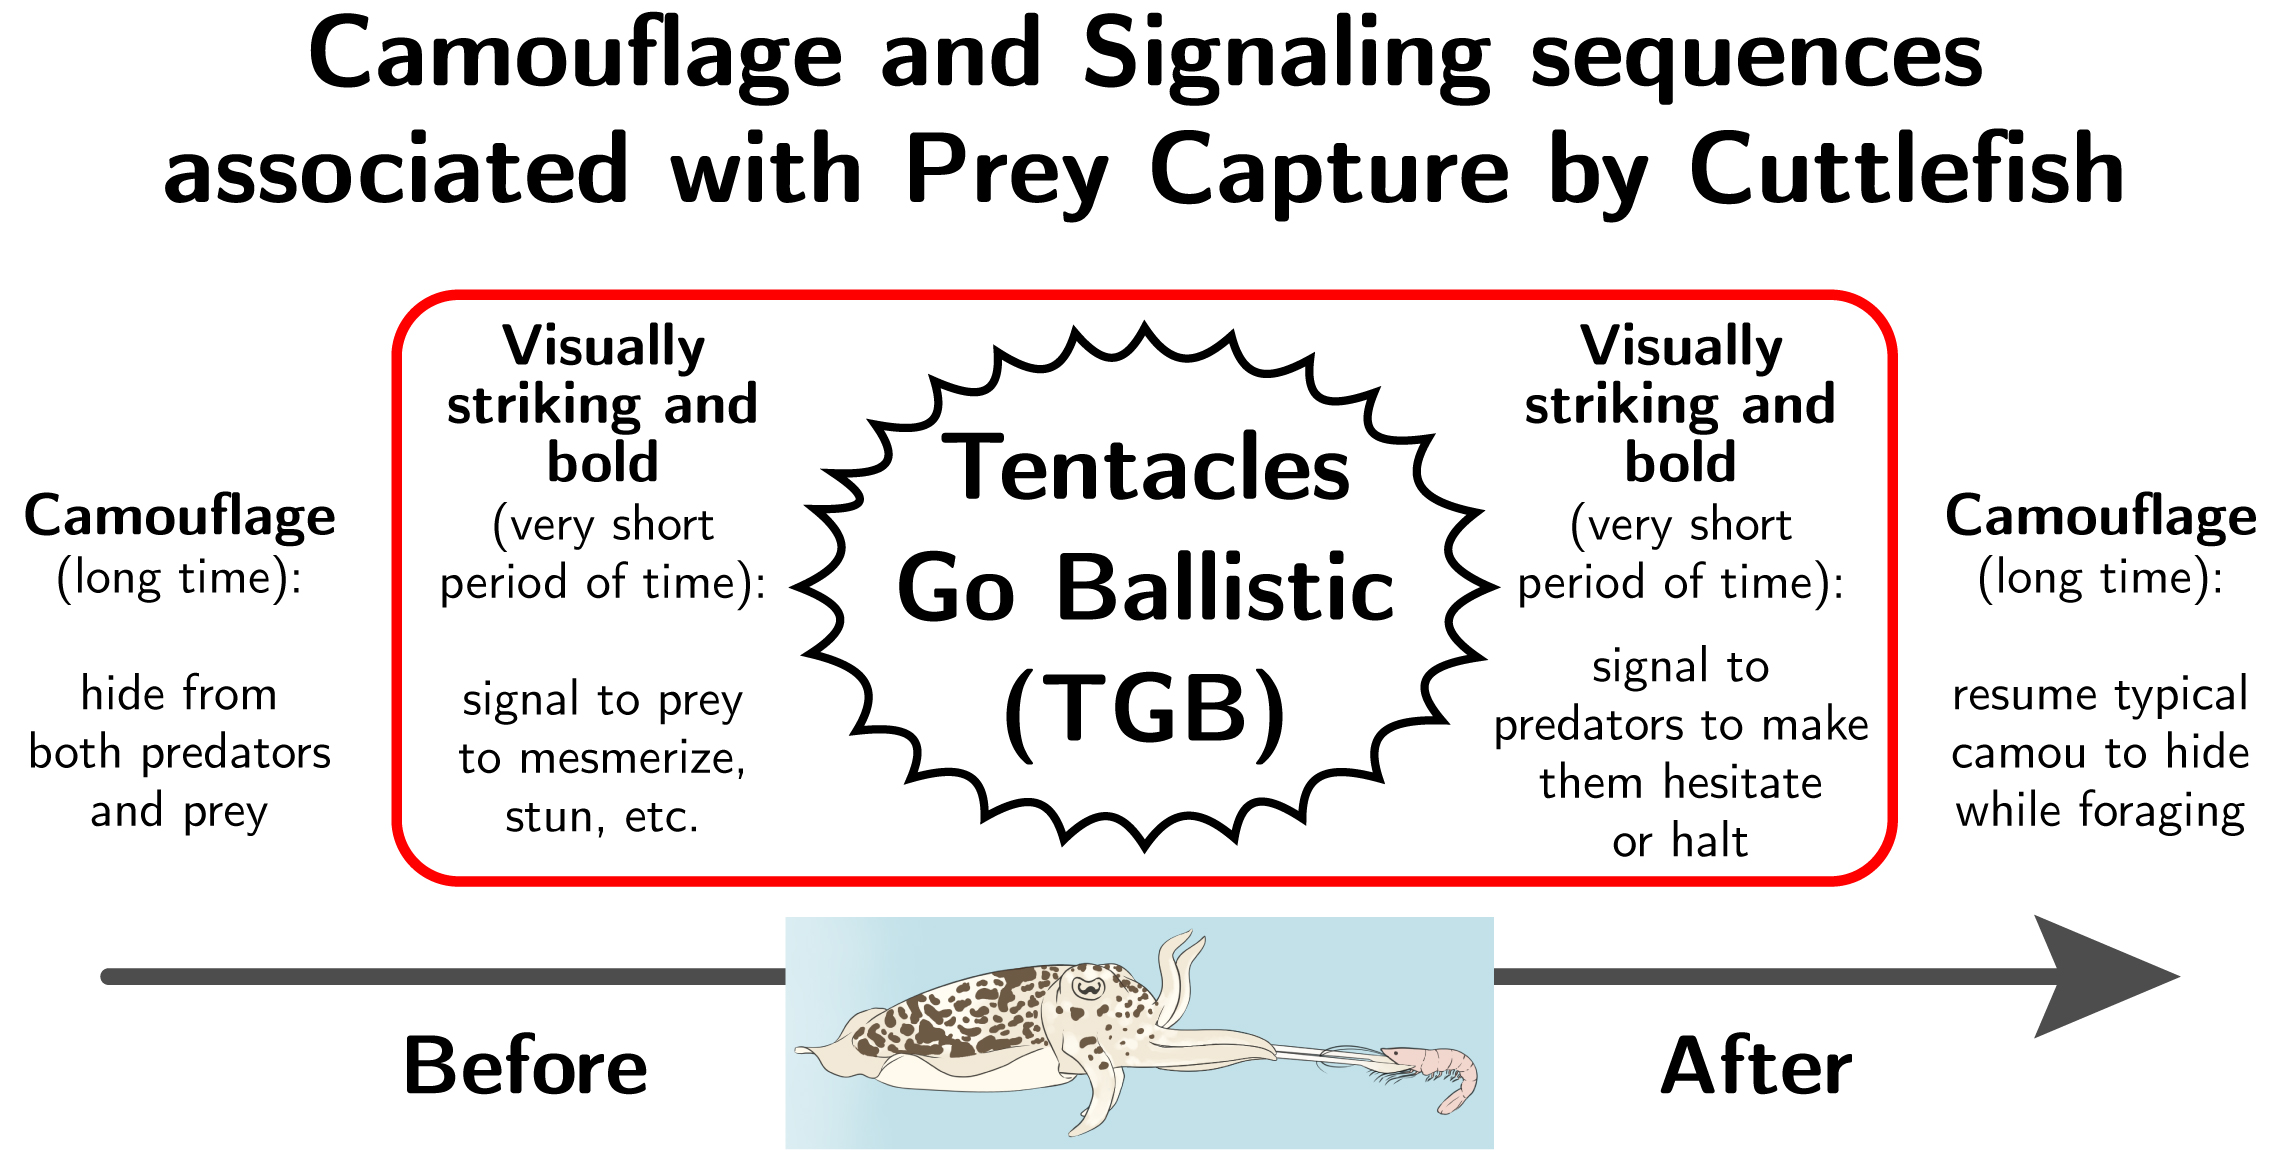 Camouflage and Signaling sequences
associated with Prey Capture by Cuttlefish
Camouflage
(long time):
hide from
both predators
and prey
Visually
striking and
bold
(very short
period of time):
signal to prey
to mesmerize,
stun, etc.
Tentacles
Go Ballistic
(TGB)
Visually
striking and
bold
(very short
period of time):
signal to
predators to make
them hesitate
or halt
Camouflage
(long time):
resume typical
camou to hide
while foraging
Before
After